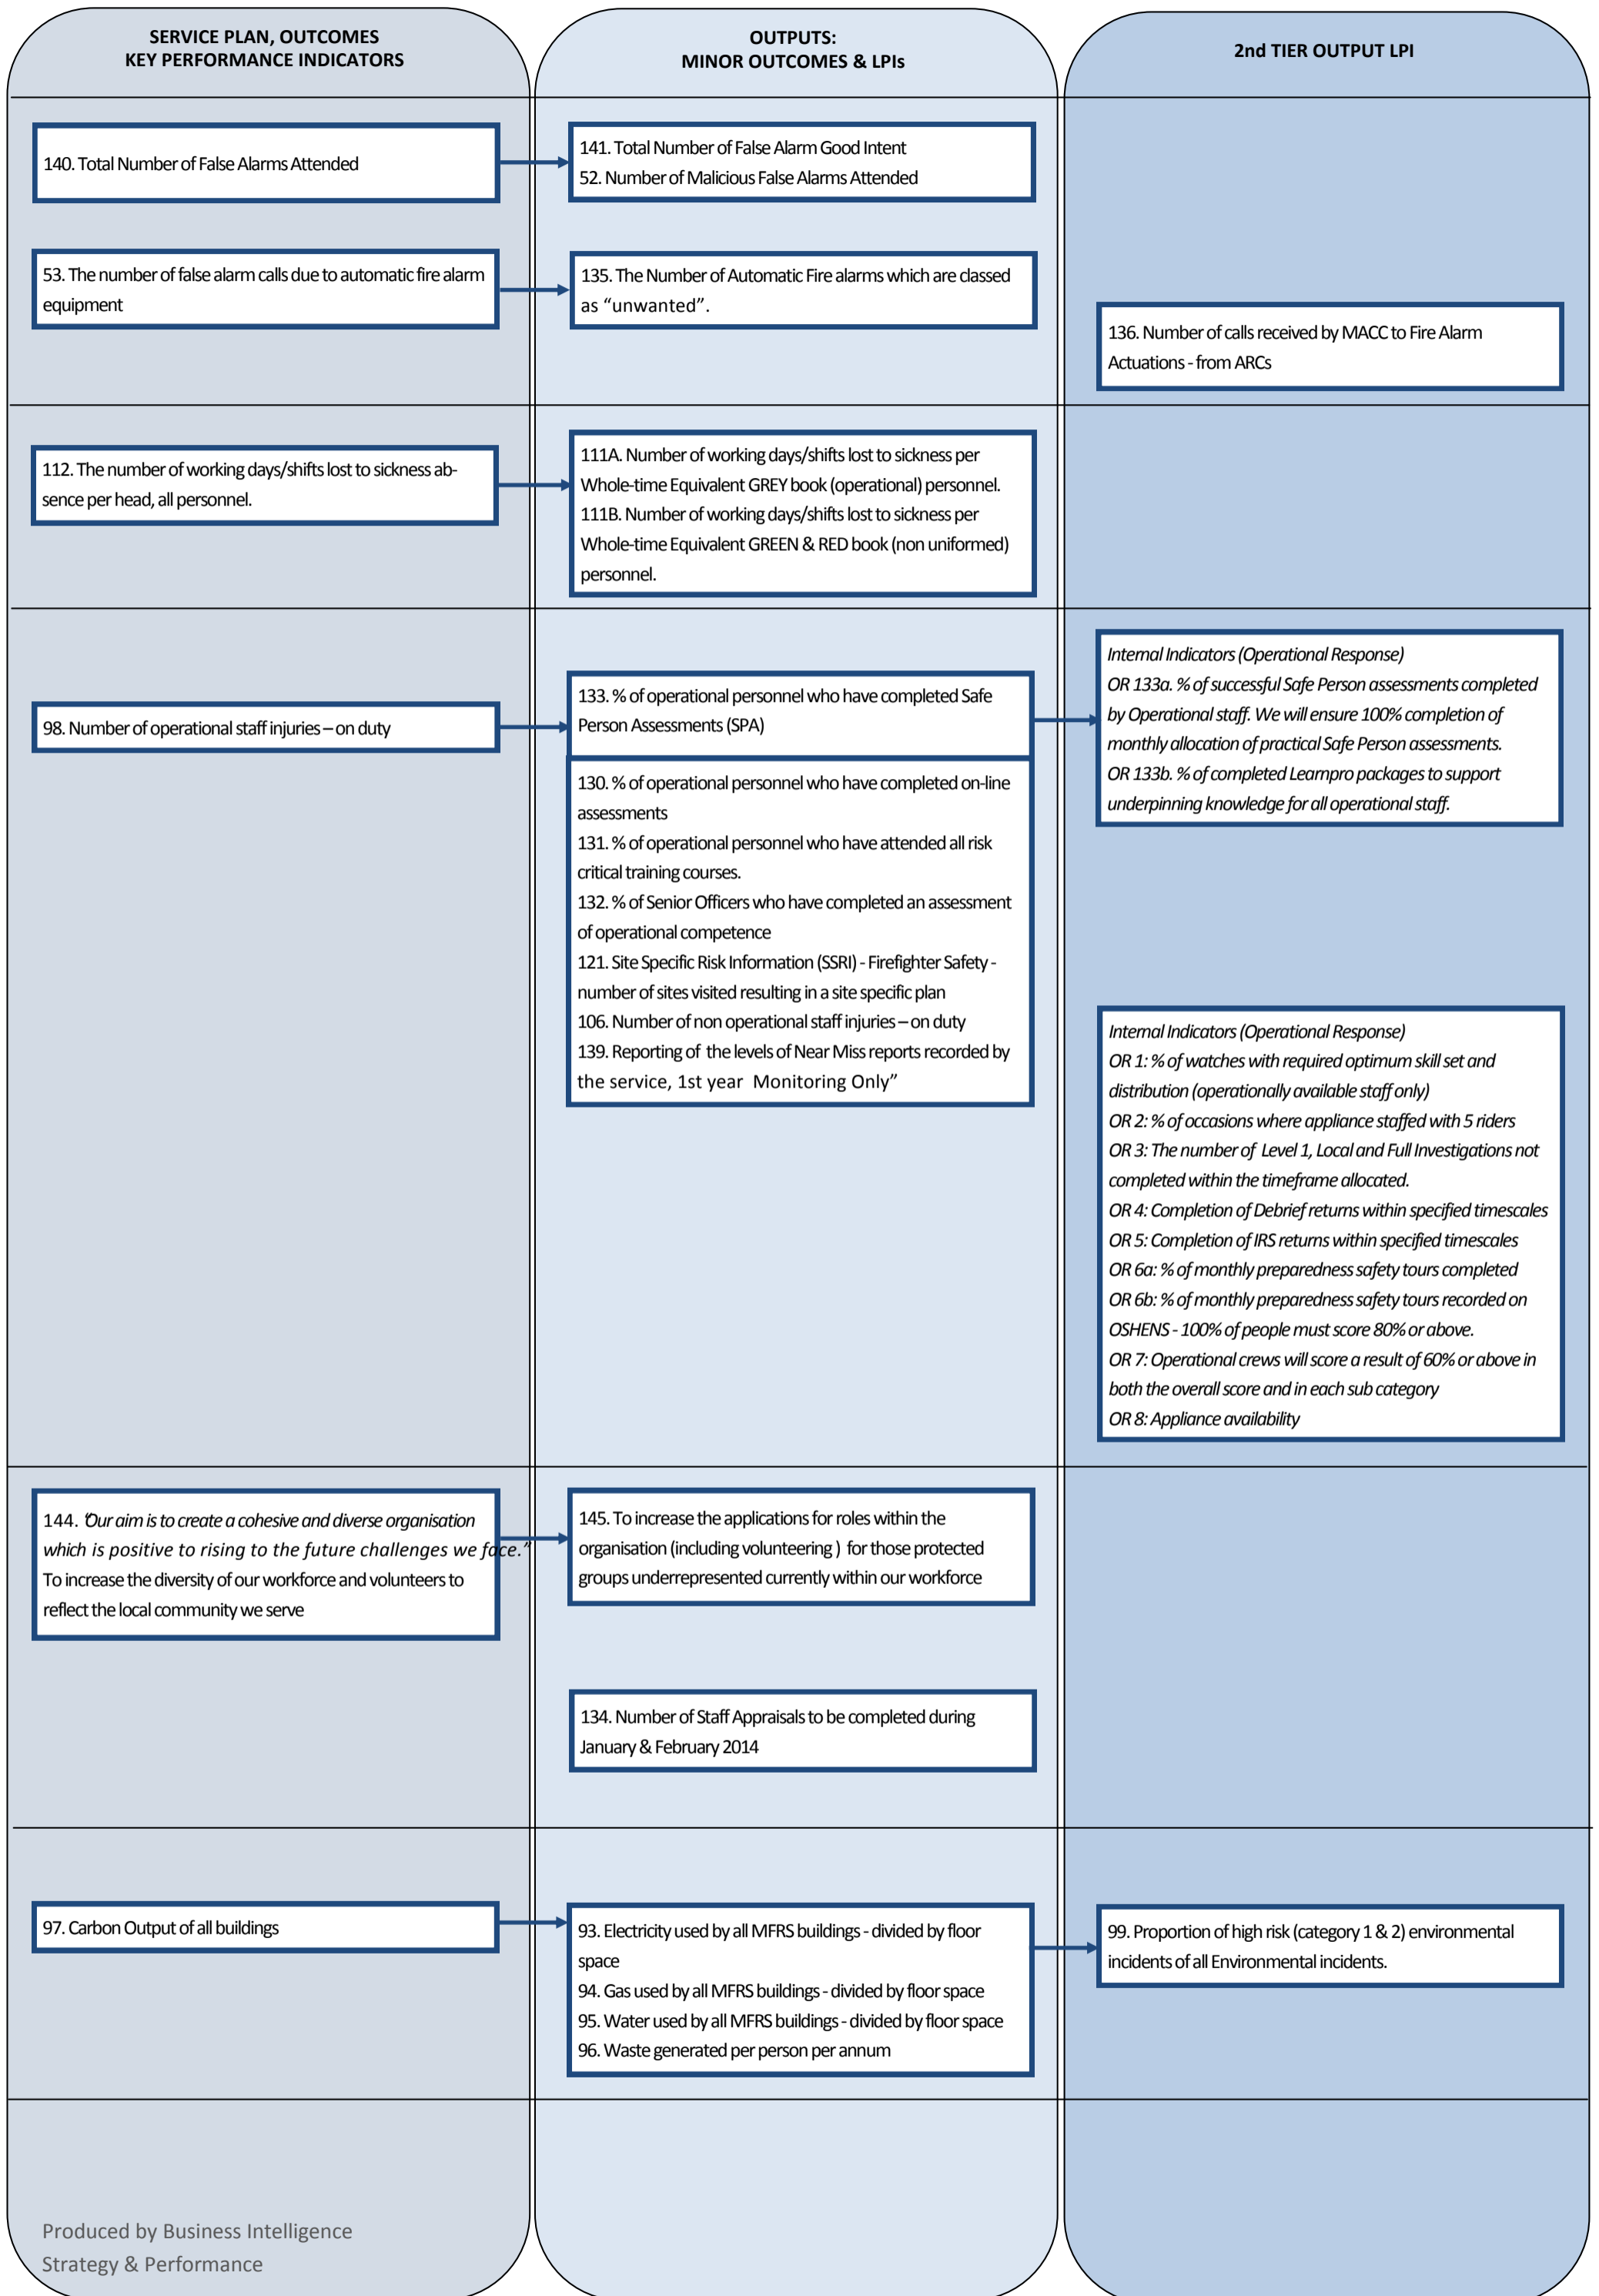 SERVICE PLAN, OUTCOMES
KEY PERFORMANCE INDICATORS
OUTPUTS:
MINOR OUTCOMES & LPIs
2nd TIER OUTPUT LPI
140. Total Number of False Alarms Attended
141. Total Number of False Alarm Good Intent
52. Number of Malicious False Alarms Attended
53. The number of false alarm calls due to automatic fire alarm
equipment
135. The Number of Automatic Fire alarms which are classed
as “unwanted”.
136. Number of calls received by MACC to Fire Alarm
Actuations - from ARCs
112. The number of working days/shifts lost to sickness ab-
sence per head, all personnel.
111A. Number of working days/shifts lost to sickness per
Whole-time Equivalent GREY book (operational) personnel.
111B. Number of working days/shifts lost to sickness per
Whole-time Equivalent GREEN & RED book (non uniformed)
personnel.
98. Number of operational staff injuries – on duty
133. % of operational personnel who have completed Safe
Person Assessments (SPA)
130. % of operational personnel who have completed on-line
assessments
131. % of operational personnel who have attended all risk
critical training courses.
132. % of Senior Officers who have completed an assessment
of operational competence
121. Site Specific Risk Information (SSRI) - Firefighter Safety -
number of sites visited resulting in a site specific plan
106. Number of non operational staff injuries – on duty
139. Reporting of the levels of Near Miss reports recorded by
the service, 1st year Monitoring Only”
Internal Indicators (Operational Response)
OR 133a. % of successful Safe Person assessments completed
by Operational staff. We will ensure 100% completion of
monthly allocation of practical Safe Person assessments.
OR 133b. % of completed Learnpro packages to support
underpinning knowledge for all operational staff.
Internal Indicators (Operational Response)
OR 1: % of watches with required optimum skill set and
distribution (operationally available staff only)
OR 2: % of occasions where appliance staffed with 5 riders
OR 3: The number of Level 1, Local and Full Investigations not
completed within the timeframe allocated.
OR 4: Completion of Debrief returns within specified timescales
OR 5: Completion of IRS returns within specified timescales
OR 6a: % of monthly preparedness safety tours completed
OR 6b: % of monthly preparedness safety tours recorded on
OSHENS - 100% of people must score 80% or above.
OR 7: Operational crews will score a result of 60% or above in
both the overall score and in each sub category
OR 8: Appliance availability
144. “Our aim is to create a cohesive and diverse organisation
which is positive to rising to the future challenges we face.”
To increase the diversity of our workforce and volunteers to
reflect the local community we serve
145. To increase the applications for roles within the
organisation (including volunteering ) for those protected
groups underrepresented currently within our workforce
134. Number of Staff Appraisals to be completed during
January & February 2014
97. Carbon Output of all buildings
93. Electricity used by all MFRS buildings - divided by floor
space
94. Gas used by all MFRS buildings - divided by floor space
95. Water used by all MFRS buildings - divided by floor space
96. Waste generated per person per annum
99. Proportion of high risk (category 1 & 2) environmental
incidents of all Environmental incidents.
Produced by Business Intelligence
Strategy & Performance